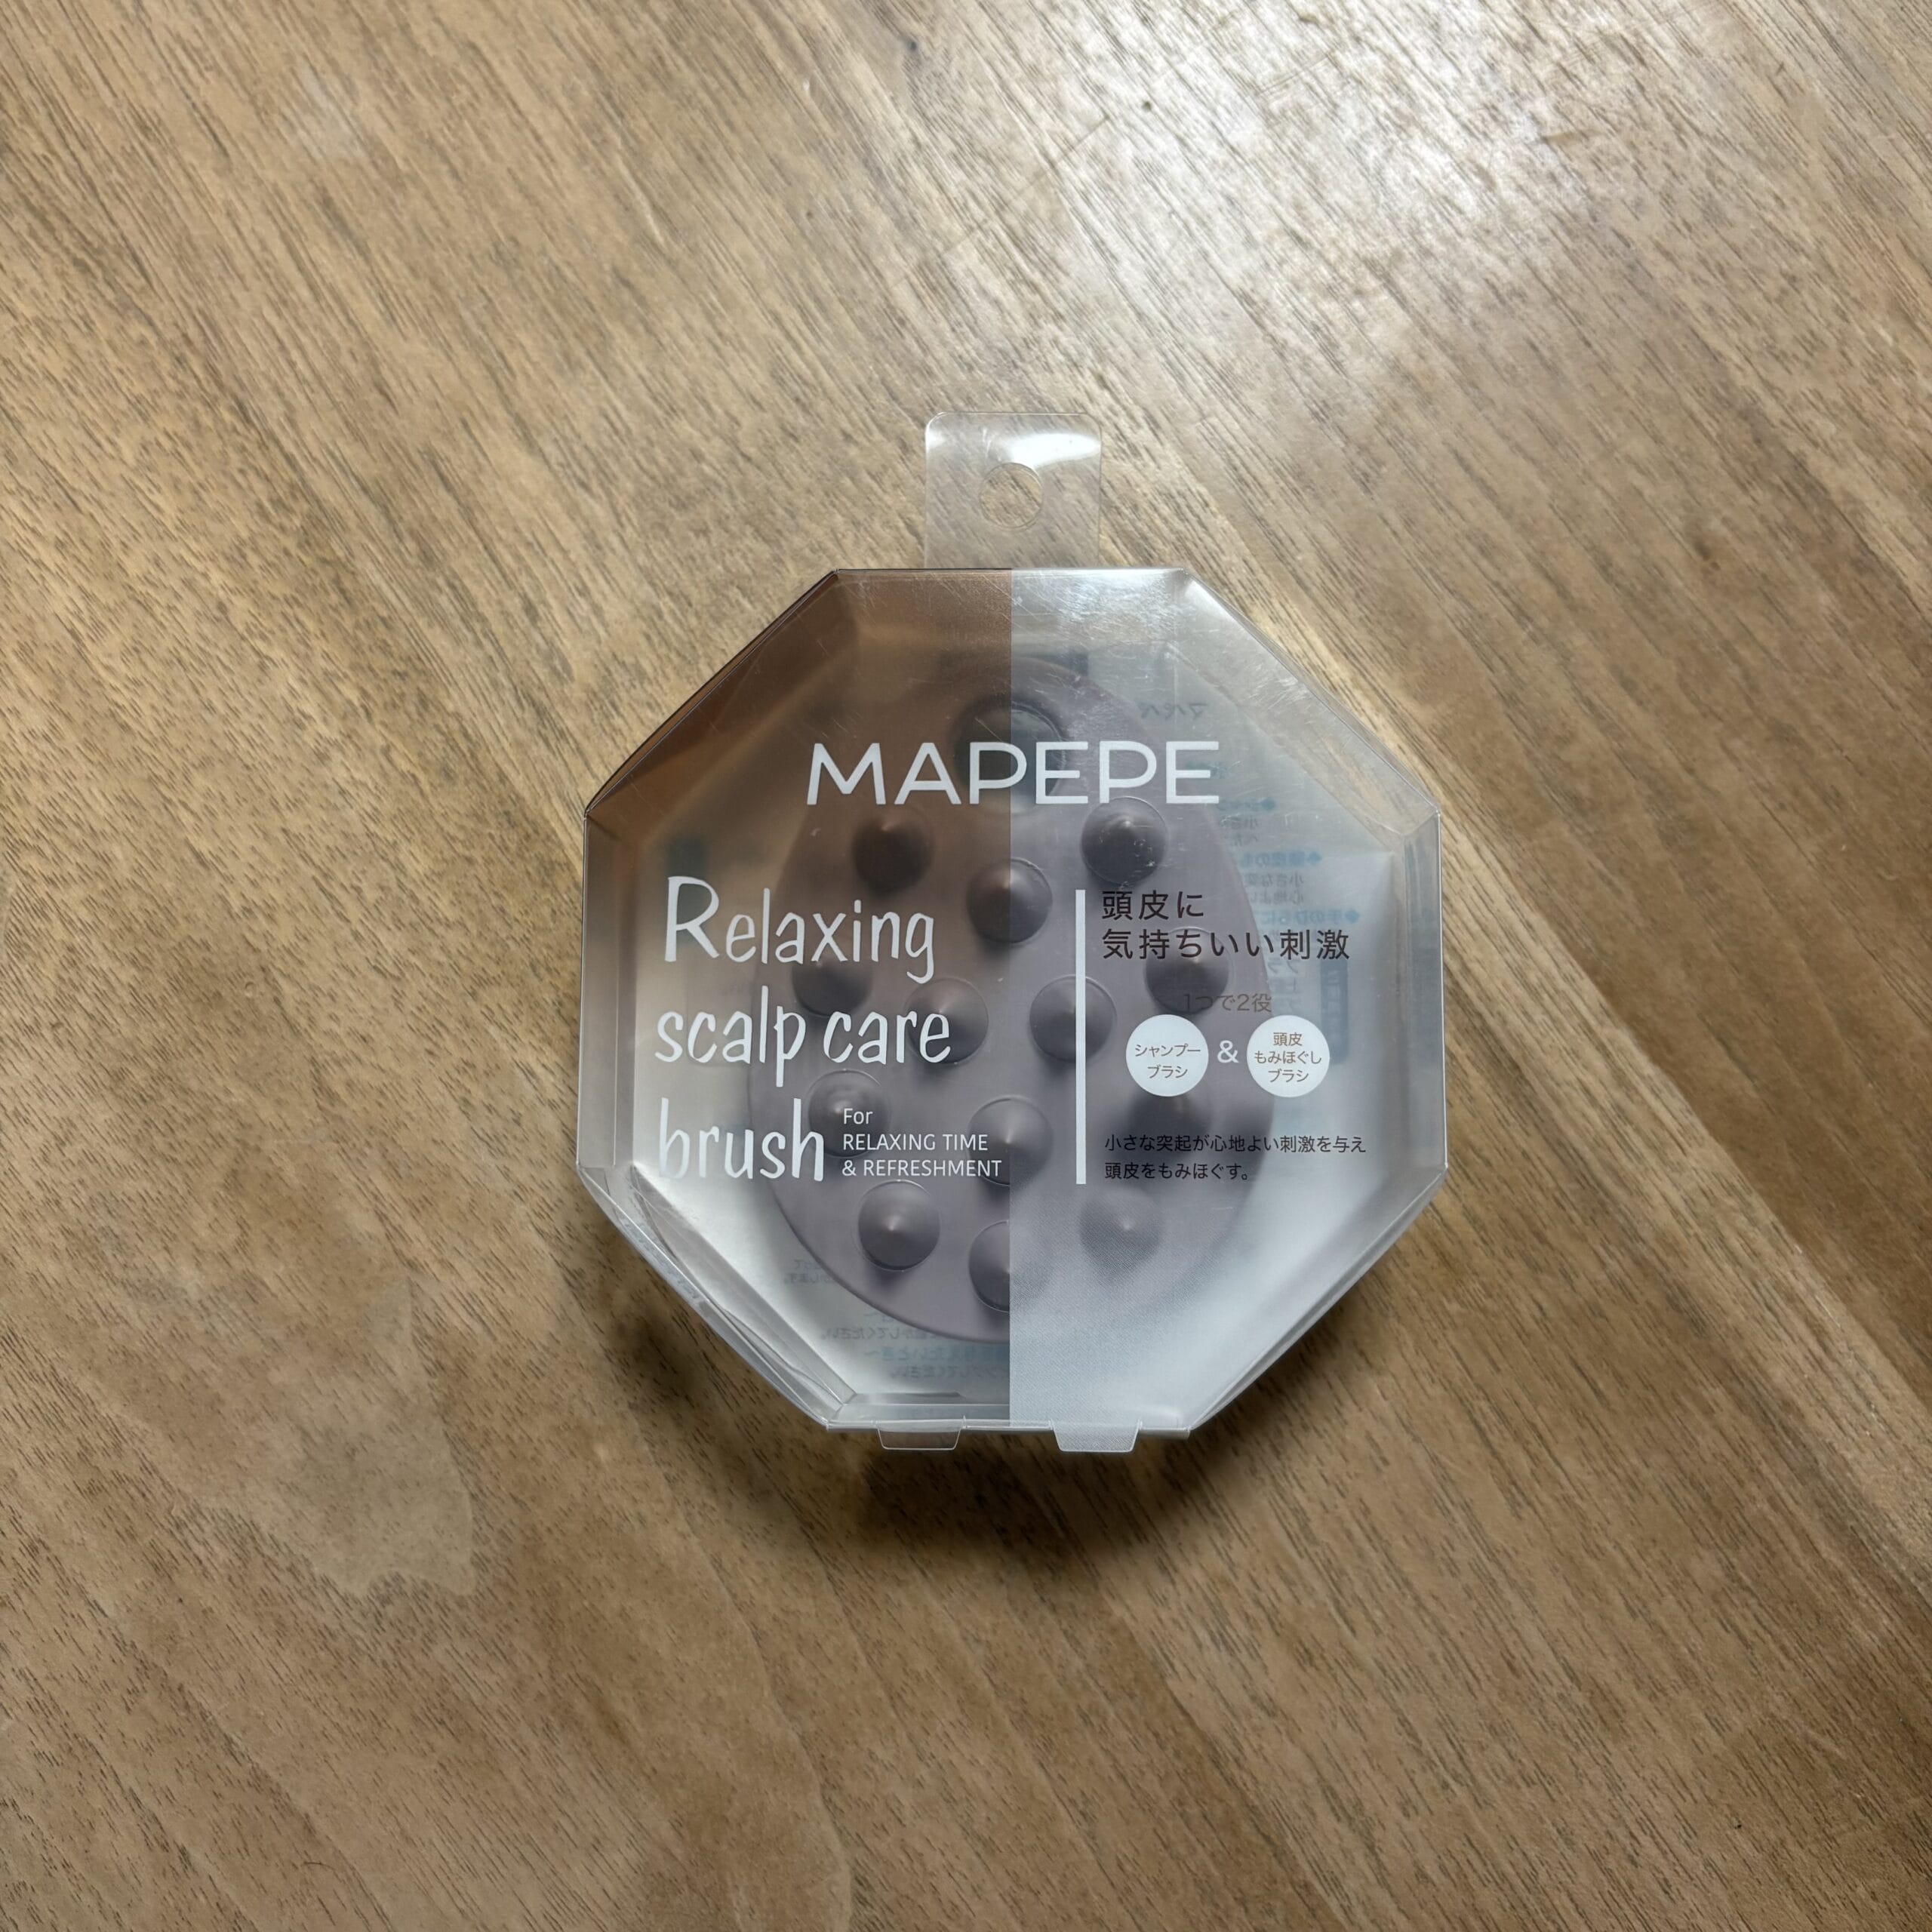 MAPEPE
Relaxing
scalp care
brush
For
RELAXING TIME
& REFRESHMENT
頭皮に
気持ちいい刺激
1つで2役
シャンプー
ブラシ
&
頭皮
もみほぐし
ブラシ
小さな突起が心地よい刺激を与え
頭皮をもみほぐす。